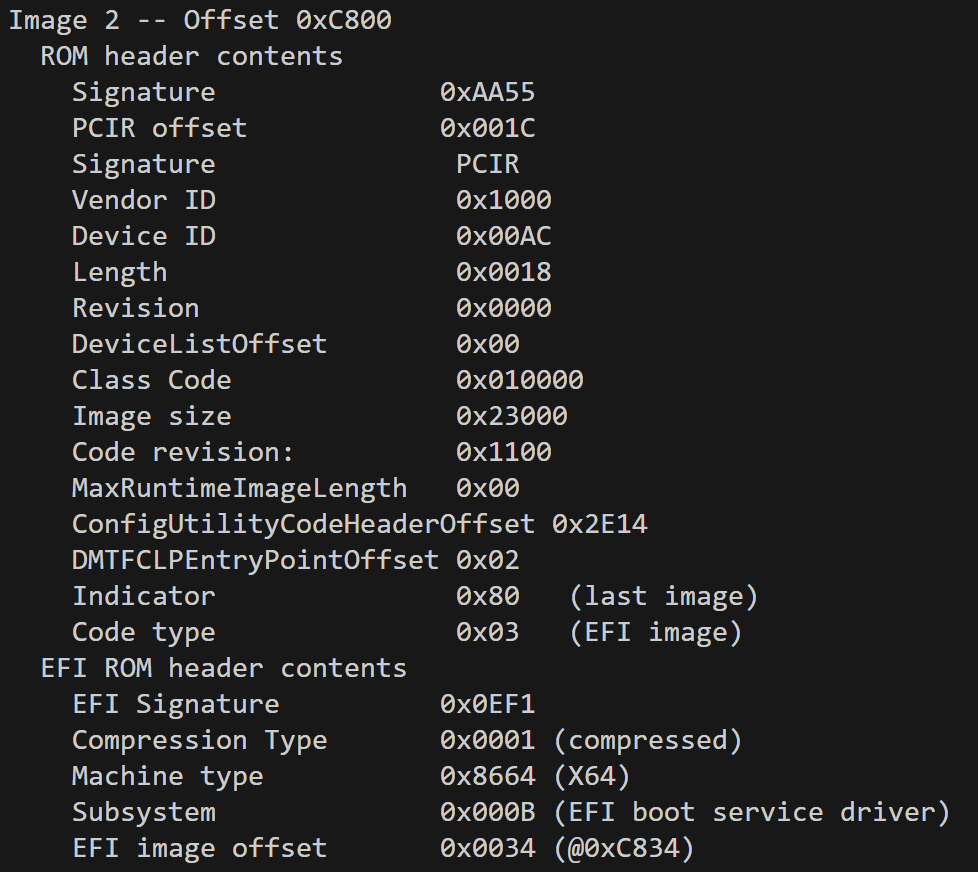 Image 2 -- Offset 0xC800
ROM header contents
Signature 0xAA55
PCIR offset 0x001C
Signature PCIR
Vendor ID 0x1000
Device ID 0x00AC
Length 0x0018
Revision 0x0000
DeviceListOffset 0x00
Class Code 0x010000
Image size 0x23000
Code revision: 0x1100
MaxRuntimeImageLength 0x00
ConfigUtilityCodeHeaderOffset 0x2E14
DMTFCLPEntryPointOffset 0x02
Indicator 0x80 (last image)
Code type 0x03 (EFI image)
EFI ROM header contents
EFI Signature 0x0EF1
Compression Type 0x0001 (compressed)
Machine type 0x8664 (X64)
Subsystem 0x000B (EFI boot service driver)
EFI image offset 0x0034 (@0xC834)